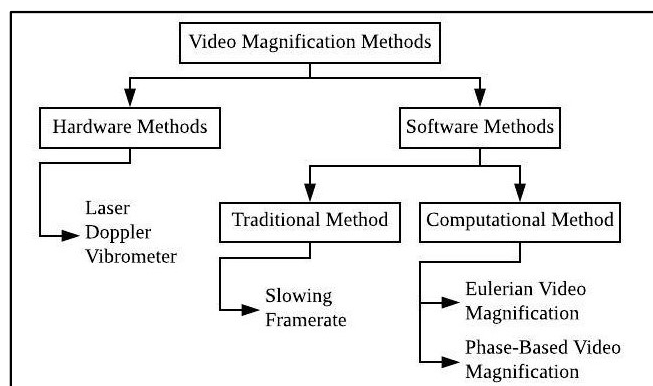 Video Magnification Methods
Hardware Methods
Software Methods
Laser
Doppler
Vibrometer
Traditional Method
Computational Method
Slowing
Framerate
Eulerian Video
Magnification
Phase-Based Video
Magnification